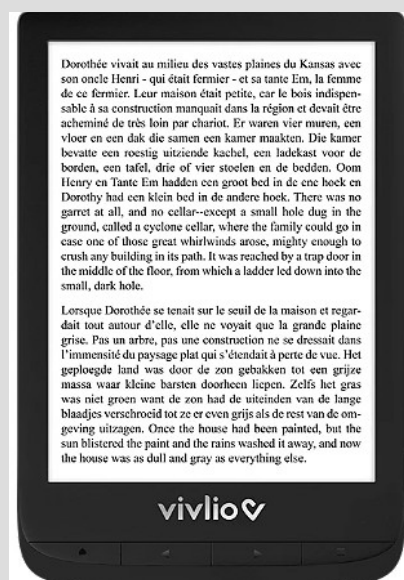 Dorothée vivait au milieu des vastes plaines du Kansas avec
son oncle Henri - qui était fermier - et sa tante Em, la femme
de ce fermier. Leur maison était petite, car le bois indispen-
sable à sa construction manquait dans la région et devait être
acheminé de très loin par chariot. Er waren vier muren, een
vloer en een dak die samen een kamer maakten. Die kamer
bevatte een roestig uitziende kachel, een ladekast voor de
borden, een tafel, drie of vier stoelen en de bedden. Oom
Henry en Tante Em hadden een groot bed in de ene hoek en
Dorothy had een klein bed in de andere hoek. There was no
garret at all, and no cellar--except a small hole dug in the
ground, called a cyclone cellar, where the family could go in
case one of those great whirlwinds arose, mighty enough to
crush any building in its path. It was reached by a trap door in
the middle of the floor, from which a ladder led down into the
small, dark hole.
Lorsque Dorothée se tenait sur le seuil de la maison et regar-
dait tout autour d'elle, elle ne voyait que la grande plaine
grise. Pas un arbre, pas une construction ne se dressait dans
l'immensité du paysage plat qui s'étendait à perte de vue. Het
geploegde land was door de zon gebakken tot een grijze
massa waar kleine barsten doorheen liepen. Zelfs het gras
was niet groen want de zon had de uiteinden van de lange
blaadjes verschroeid tot ze er even grijs als de rest van de om-
geving uitzagen. Once the house had been painted, but the
sun blistered the paint and the rains washed it away, and now
the house was as dull and gray as everything else.
vivlio